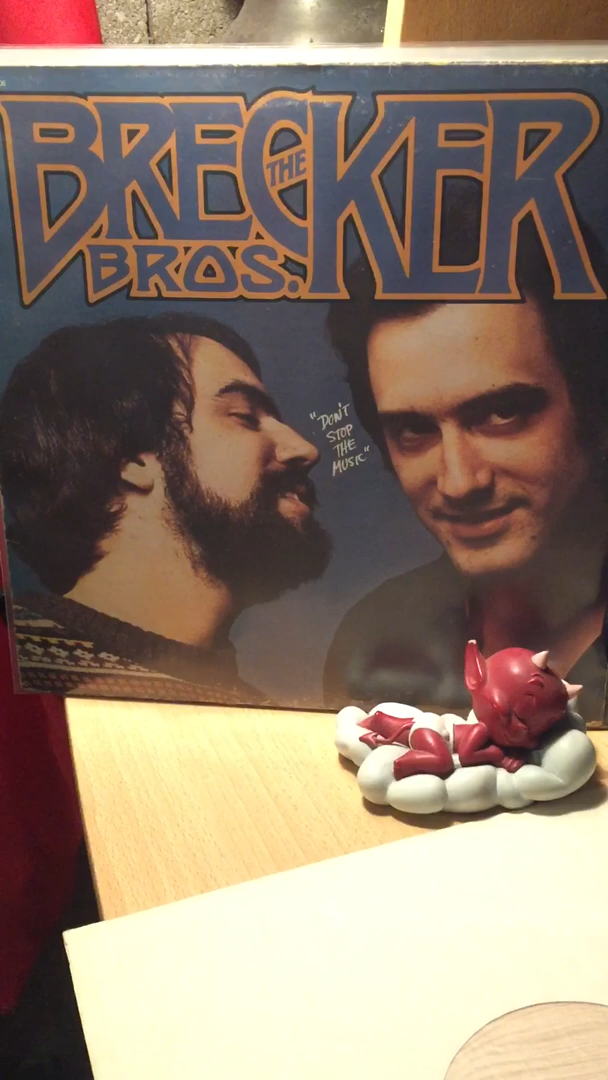 THE
BRECKER
BROS.
"DON'T
STOP
THE
MUSIC"